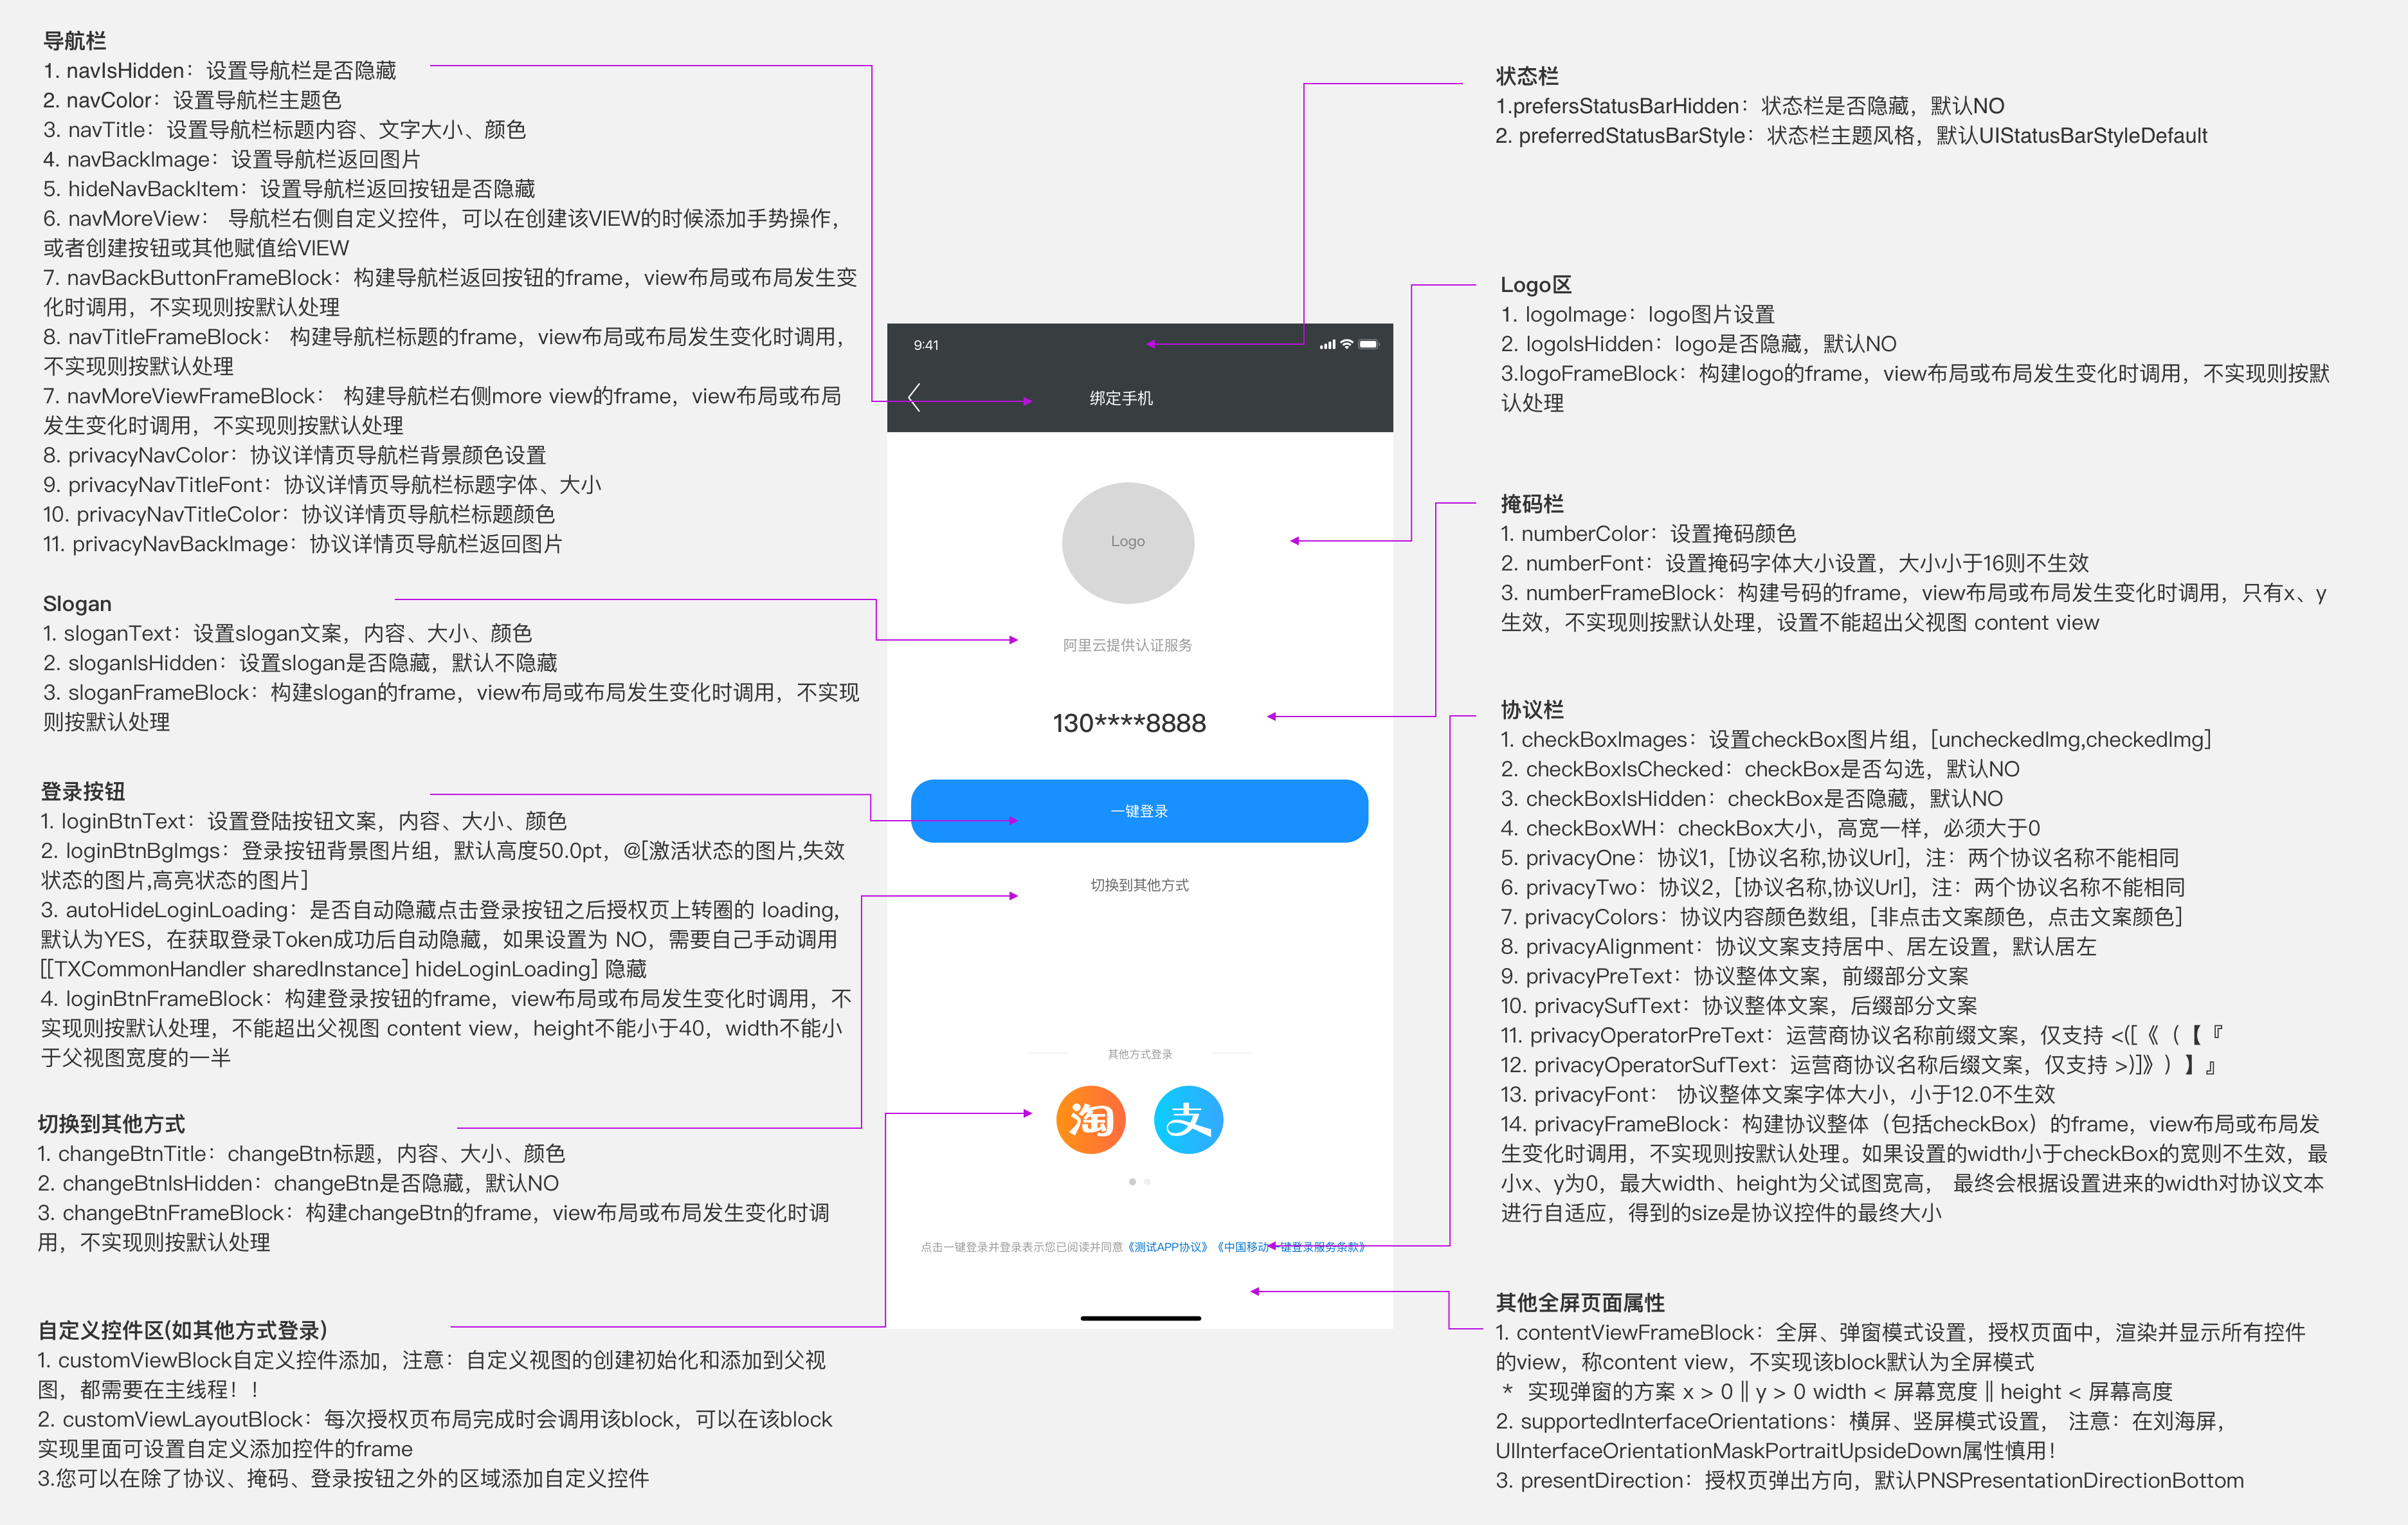 导航栏
1. navIsHidden：设置导航栏是否隐藏
2. navColor：设置导航栏主题色
3. navTitle：设置导航栏标题内容、文字大小、颜色
4. navBackImage：设置导航栏返回图片
5. hideNavBackItem：设置导航栏返回按钮是否隐藏
6. navMoreView： 导航栏右侧自定义控件，可以在创建该VIEW的时候添加手势操作，
或者创建按钮或其他赋值给VIEW
7. navBackButtonFrameBlock：构建导航栏返回按钮的frame，view布局或布局发生变
化时调用，不实现则按默认处理
8. navTitleFrameBlock： 构建导航栏标题的frame，view布局或布局发生变化时调用，
不实现则按默认处理
7. navMoreViewFrameBlock： 构建导航栏右侧more view的frame，view布局或布局
发生变化时调用，不实现则按默认处理
8. privacyNavColor：协议详情页导航栏背景颜色设置
9. privacyNavTitleFont：协议详情页导航栏标题字体、大小
10. privacyNavTitleColor：协议详情页导航栏标题颜色
11. privacyNavBackImage：协议详情页导航栏返回图片
Slogan
1. sloganText：设置slogan文案，内容、大小、颜色
2. sloganIsHidden：设置slogan是否隐藏，默认不隐藏
3. sloganFrameBlock：构建slogan的frame，view布局或布局发生变化时调用，不实现
则按默认处理
登录按钮
1. loginBtnText：设置登陆按钮文案，内容、大小、颜色
2. loginBtnBgImgs：登录按钮背景图片组，默认高度50.0pt，@[激活状态的图片,失效
状态的图片,高亮状态的图片]
3. autoHideLoginLoading：是否自动隐藏点击登录按钮之后授权页上转圈的 loading,
默认为YES，在获取登录Token成功后自动隐藏，如果设置为 NO，需要自己手动调用
[[TXCommonHandler sharedInstance] hideLoginLoading] 隐藏
4. loginBtnFrameBlock：构建登录按钮的frame，view布局或布局发生变化时调用，不
实现则按默认处理，不能超出父视图 content view，height不能小于40，width不能小
于父视图宽度的一半
切换到其他方式
1. changeBtnTitle：changeBtn标题，内容、大小、颜色
2. changeBtnIsHidden：changeBtn是否隐藏，默认NO
3. changeBtnFrameBlock：构建changeBtn的frame，view布局或布局发生变化时调
用，不实现则按默认处理
自定义控件区(如其他方式登录)
1. customViewBlock自定义控件添加，注意：自定义视图的创建初始化和添加到父视
图，都需要在主线程！！
2. customViewLayoutBlock：每次授权页布局完成时会调用该block，可以在该block
实现里面可设置自定义添加控件的frame
3.您可以在除了协议、掩码、登录按钮之外的区域添加自定义控件
9:41
绑定手机
Logo
阿里云提供认证服务
130****8888
一键登录
切换到其他方式
其他方式登录
淘
支
点击一键登录并登录表示您已阅读并同意《测试APP协议》《中国移动一键登录服务条款》
状态栏
1.prefersStatusBarHidden：状态栏是否隐藏，默认NO
2. preferredStatusBarStyle：状态栏主题风格，默认UIStatusBarStyleDefault
Logo区
1. logoImage：logo图片设置
2. logoIsHidden：logo是否隐藏，默认NO
3.logoFrameBlock：构建logo的frame，view布局或布局发生变化时调用，不实现则按默
认处理
掩码栏
1. numberColor：设置掩码颜色
2. numberFont：设置掩码字体大小设置，大小小于16则不生效
3. numberFrameBlock：构建号码的frame，view布局或布局发生变化时调用，只有x、y
生效，不实现则按默认处理，设置不能超出父视图 content view
协议栏
1. checkBoxImages：设置checkBox图片组，[uncheckedImg,checkedImg]
2. checkBoxIsChecked：checkBox是否勾选，默认NO
3. checkBoxIsHidden：checkBox是否隐藏，默认NO
4. checkBoxWH：checkBox大小，高宽一样，必须大于0
5. privacyOne：协议1，[协议名称,协议Url]，注：两个协议名称不能相同
6. privacyTwo：协议2，[协议名称,协议Url]，注：两个协议名称不能相同
7. privacyColors：协议内容颜色数组，[非点击文案颜色，点击文案颜色]
8. privacyAlignment：协议文案支持居中、居左设置，默认居左
9. privacyPreText：协议整体文案，前缀部分文案
10. privacySufText：协议整体文案，后缀部分文案
11. privacyOperatorPreText：运营商协议名称前缀文案，仅支持 <([《（【『
12. privacyOperatorSufText：运营商协议名称后缀文案，仅支持 >)]》）】』
13. privacyFont： 协议整体文案字体大小，小于12.0不生效
14. privacyFrameBlock：构建协议整体（包括checkBox）的frame，view布局或布局发
生变化时调用，不实现则按默认处理。如果设置的width小于checkBox的宽则不生效，最
小x、y为0，最大width、height为父试图宽高， 最终会根据设置进来的width对协议文本
进行自适应，得到的size是协议控件的最终大小
其他全屏页面属性
1. contentViewFrameBlock：全屏、弹窗模式设置，授权页面中，渲染并显示所有控件
的view，称content view，不实现该block默认为全屏模式
* 实现弹窗的方案 x > 0 || y > 0 width < 屏幕宽度 || height < 屏幕高度
2. supportedInterfaceOrientations：横屏、竖屏模式设置， 注意：在刘海屏，
UIInterfaceOrientationMaskPortraitUpsideDown属性慎用！
3. presentDirection：授权页弹出方向，默认PNSPresentationDirectionBottom